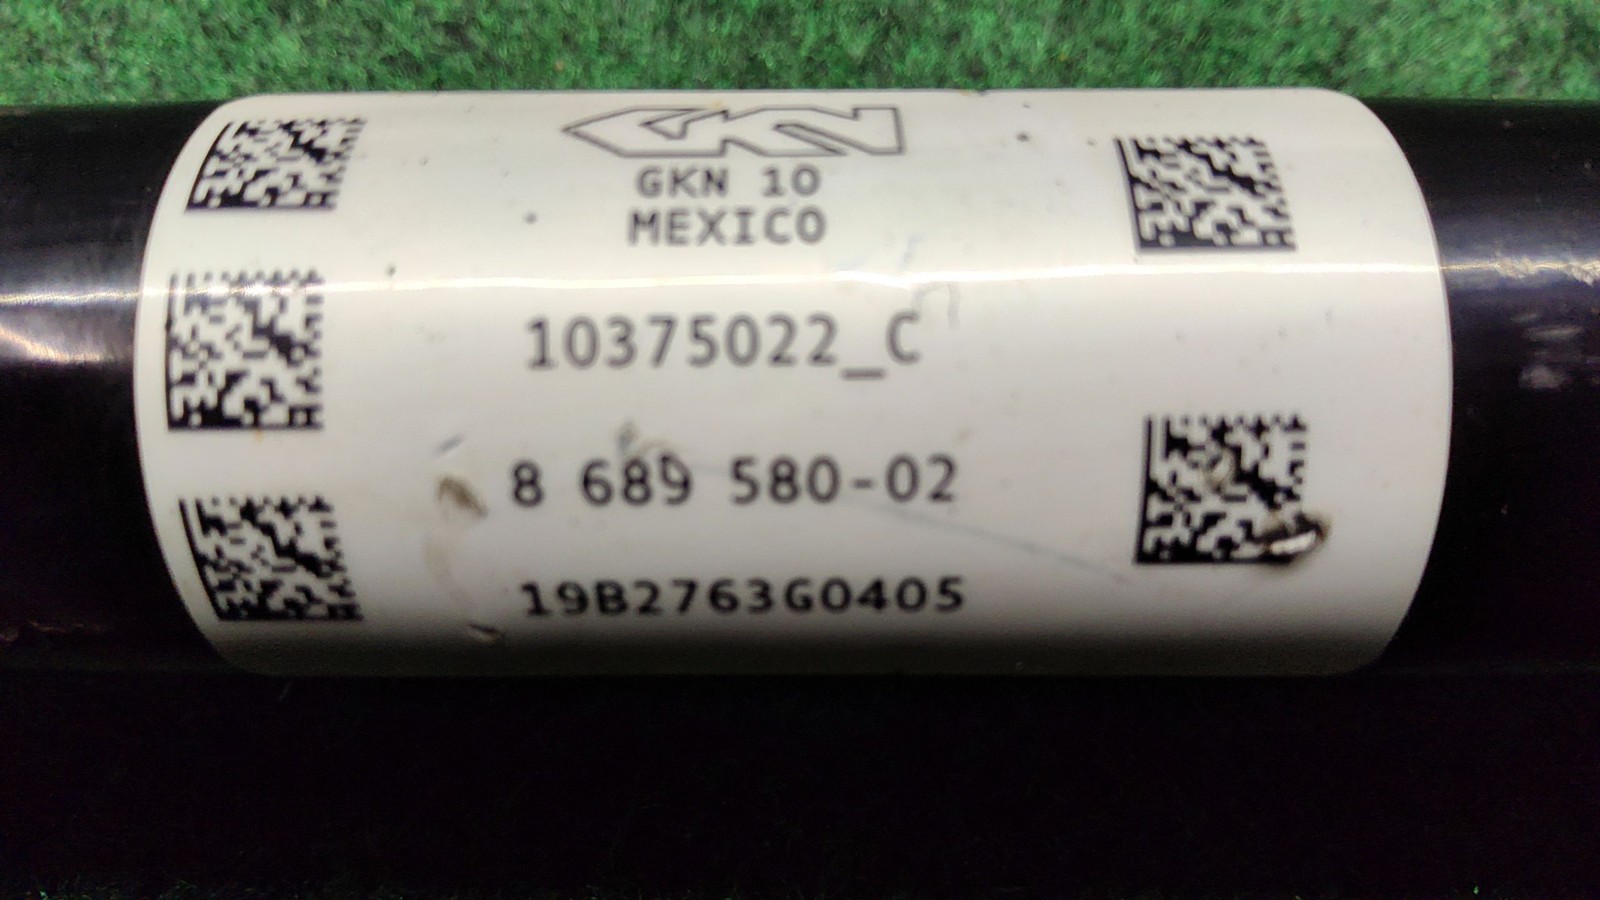 GKN
GKN 10
MEXICO
10375022_C
8 689 580-02
19B2763G0405